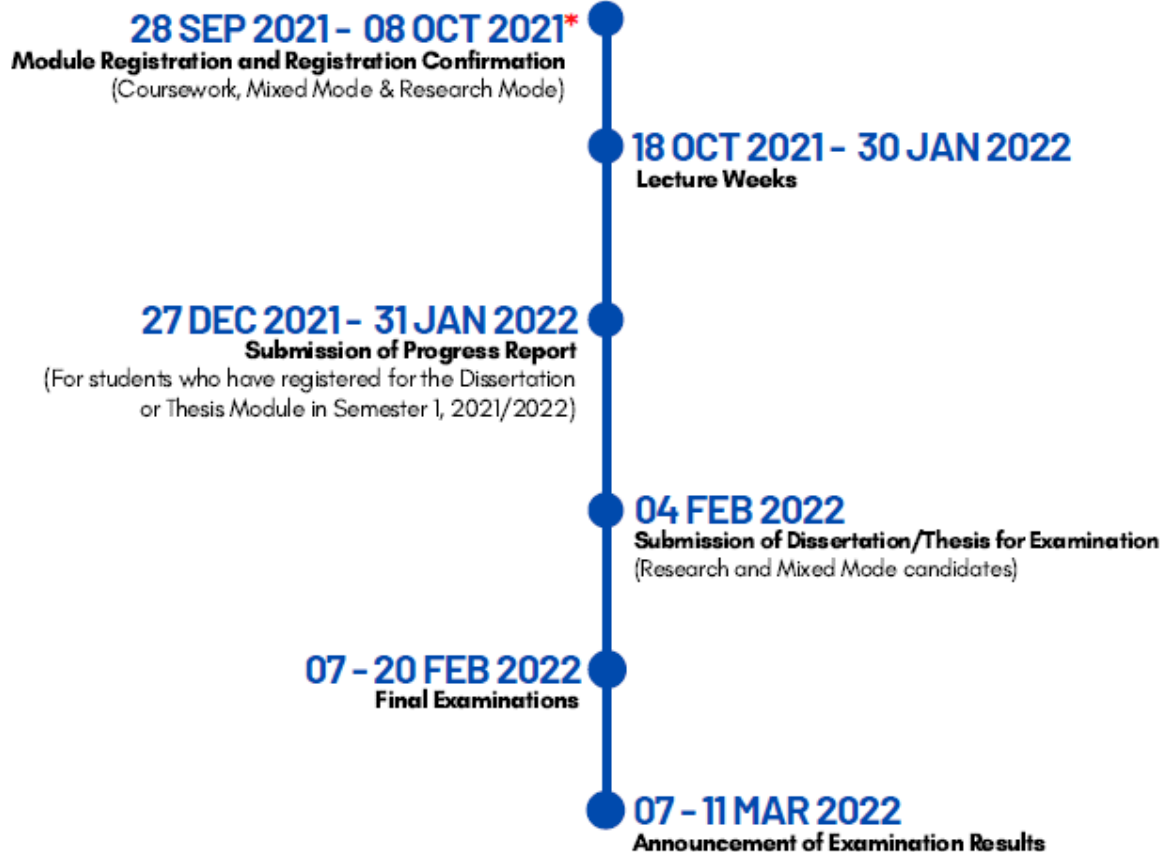 28 SEP 2021 - 08 OCT 2021*
Module Registration and Registration Confirmation
(Coursework, Mixed Mode & Research Mode)
18 OCT 2021 - 30 JAN 2022
Lecture Weeks
27 DEC 2021 - 31 JAN 2022
Submission of Progress Report
(For students who have registered for the Dissertation
or Thesis Module in Semester 1, 2021/2022)
04 FEB 2022
Submission of Dissertation/Thesis for Examination
(Research and Mixed Mode candidates)
07 - 20 FEB 2022
Final Examinations
07 - 11 MAR 2022
Announcement of Examination Results